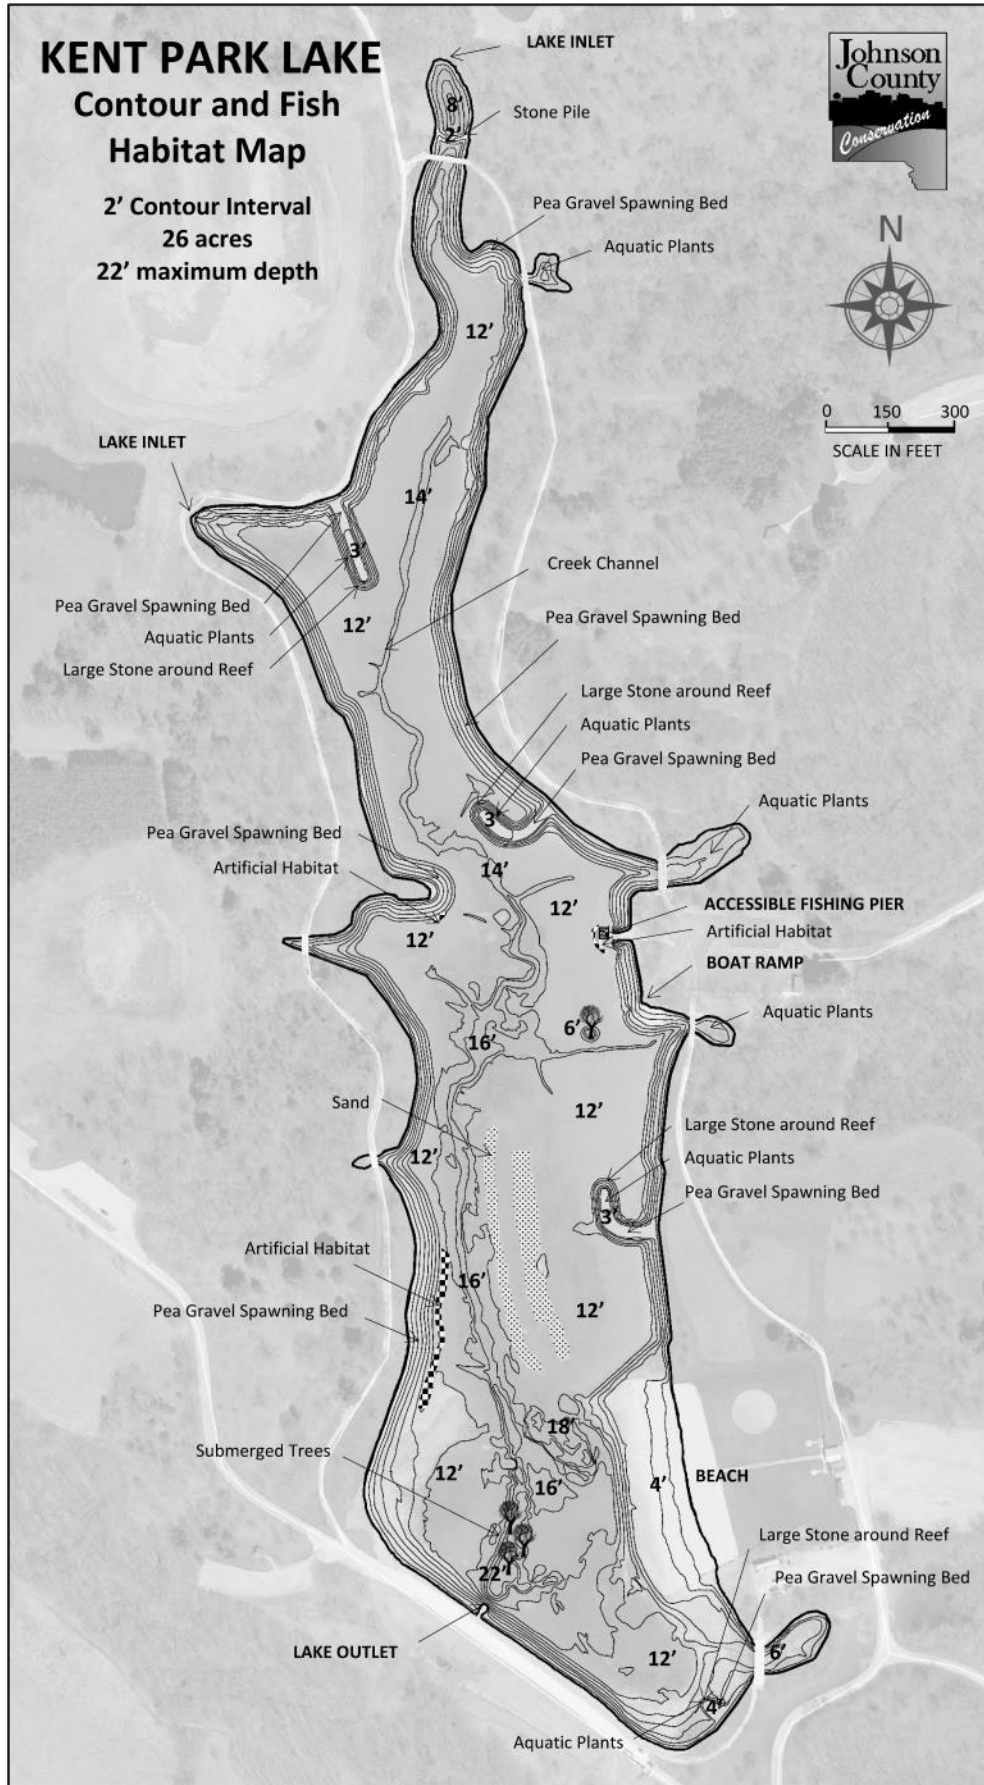 KENT PARK LAKE
Contour and Fish
Habitat Map
2' Contour Interval
26 acres
22' maximum depth
LAKE INLET
Johnson
County
Conservation
8'
2'
Stone Pile
Pea Gravel Spawning Bed
Aquatic Plants
N
12'
0 150 300
SCALE IN FEET
LAKE INLET
14'
3'
Creek Channel
Pea Gravel Spawning Bed
Aquatic Plants
Large Stone around Reef
12'
Pea Gravel Spawning Bed
Large Stone around Reef
Aquatic Plants
Pea Gravel Spawning Bed
3'
Aquatic Plants
Pea Gravel Spawning Bed
Artificial Habitat
14'
12'
ACCESSIBLE FISHING PIER
Artificial Habitat
12'
BOAT RAMP
Aquatic Plants
6'
16'
Sand
12'
Large Stone around Reef
12'
Aquatic Plants
Pea Gravel Spawning Bed
3'
Artificial Habitat
16'
Pea Gravel Spawning Bed
12'
18'
Submerged Trees
12'
16'
4'
BEACH
Large Stone around Reef
22'
Pea Gravel Spawning Bed
LAKE OUTLET
12'
6'
4'
Aquatic Plants